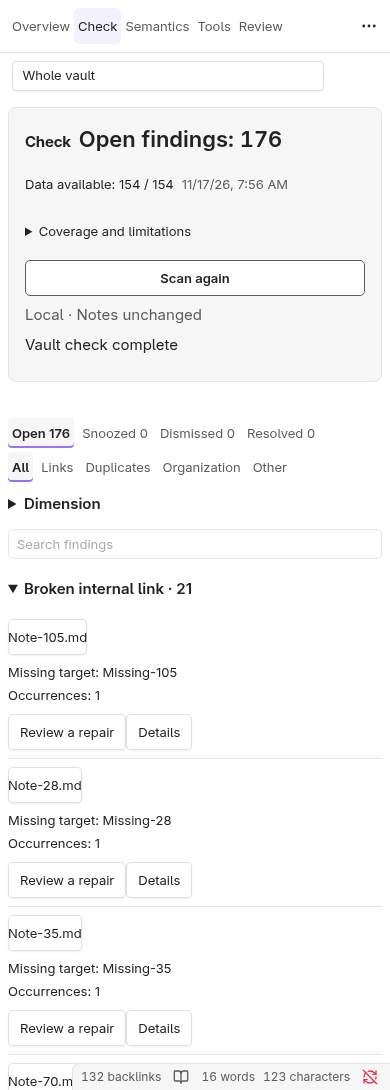 Overview Check Semantics Tools Review
Whole vault
Check Open findings: 176
Data available: 154 / 154 11/17/26, 7:56 AM
Coverage and limitations
Scan again
Local · Notes unchanged
Vault check complete
Open 176 Snoozed 0 Dismissed 0 Resolved 0
All Links Duplicates Organization Other
Dimension
Search findings
Broken internal link · 21
Note-105.md
Missing target: Missing-105
Occurrences: 1
Review a repair Details
Note-28.md
Missing target: Missing-28
Occurrences: 1
Review a repair Details
Note-35.md
Missing target: Missing-35
Occurrences: 1
Review a repair Details
Note-70.m
132 backlinks 16 words 123 characters